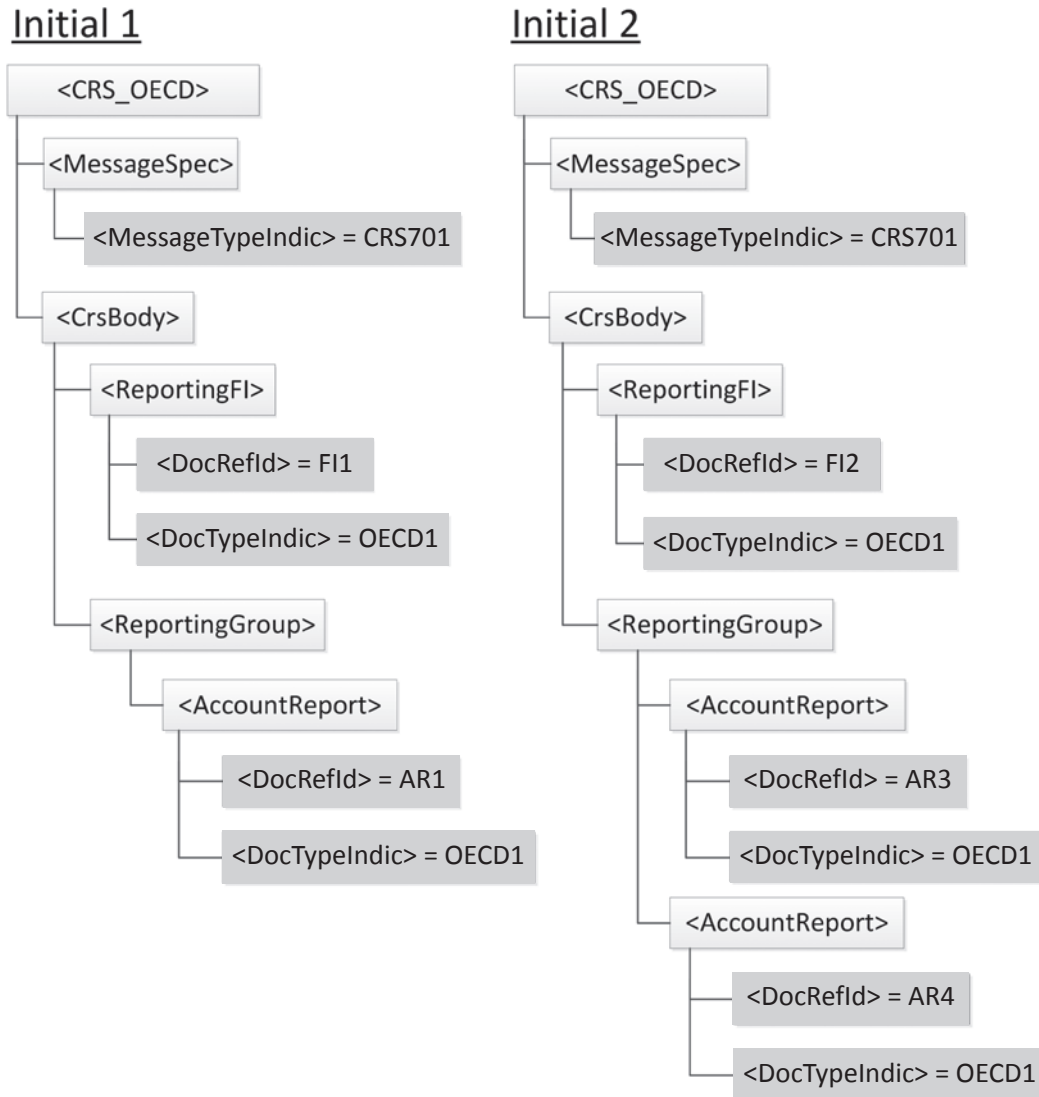 Initial 1
<CRS_OECD>
<MessageSpec>
<MessageTypeIndic> = CRS701
<CrsBody>
<ReportingFI>
<DocRefId> = FI1
<DocTypeIndic> = OECD1
<ReportingGroup>
<AccountReport>
<DocRefId> = AR1
<DocTypeIndic> = OECD1
Initial 2
<CRS_OECD>
<MessageSpec>
<MessageTypeIndic> = CRS701
<CrsBody>
<ReportingFI>
<DocRefId> = FI2
<DocTypeIndic> = OECD1
<ReportingGroup>
<AccountReport>
<DocRefId> = AR3
<DocTypeIndic> = OECD1
<AccountReport>
<DocRefId> = AR4
<DocTypeIndic> = OECD1